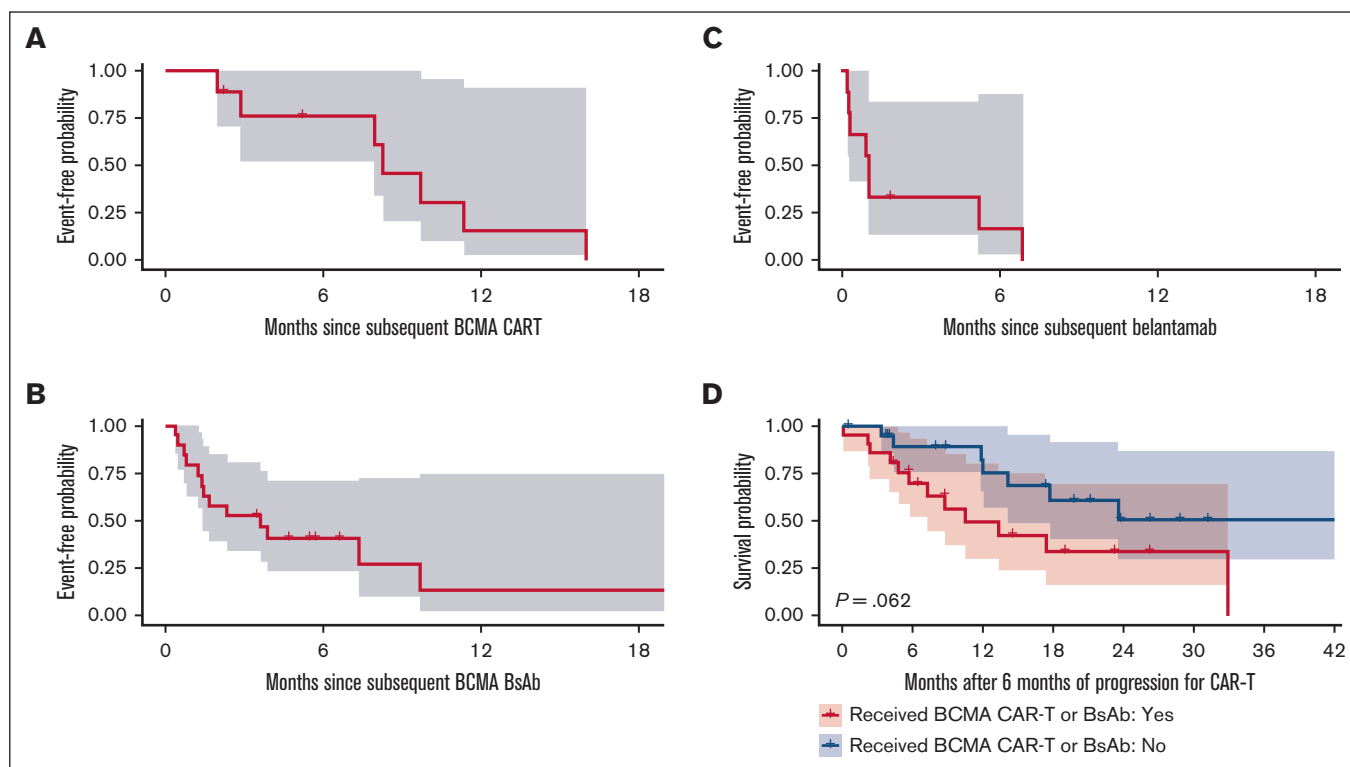 A
Event-free probability
1.00
0.75
0.50
0.25
0.00
0 6 12 18
Months since subsequent BCMA CART
B
Event-free probability
1.00
0.75
0.50
0.25
0.00
0 6 12 18
Months since subsequent BCMA BsAb
C
Event-free probability
1.00
0.75
0.50
0.25
0.00
0 6 12 18
Months since subsequent belantamab
D
Survival probability
1.00
0.75
0.50
0.25
0.00
P = .062
0 6 12 18 24 30 36 42
Months after 6 months of progression for CAR-T
Received BCMA CAR-T or BsAb: Yes
Received BCMA CAR-T or BsAb: No